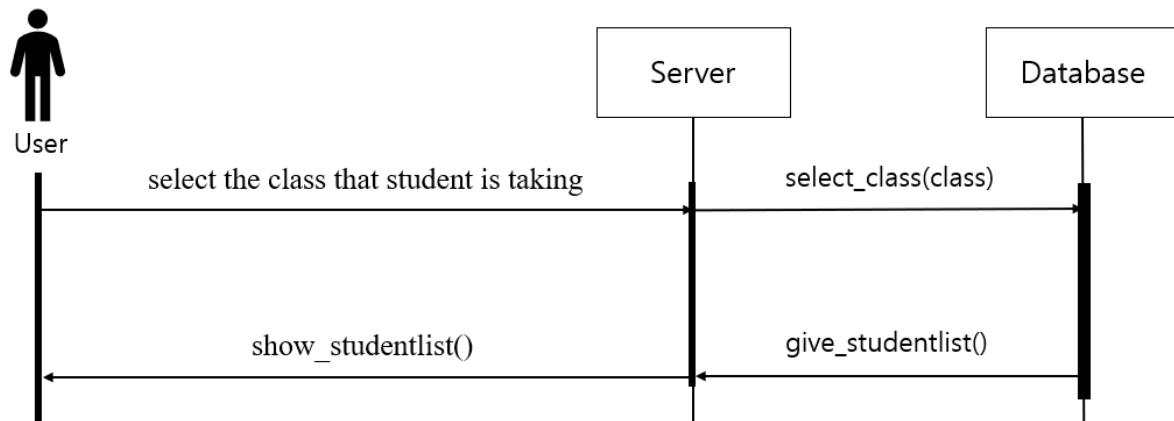 Server
Database
User
select the class that student is taking
select_class(class)
show_studentlist()
give_studentlist()